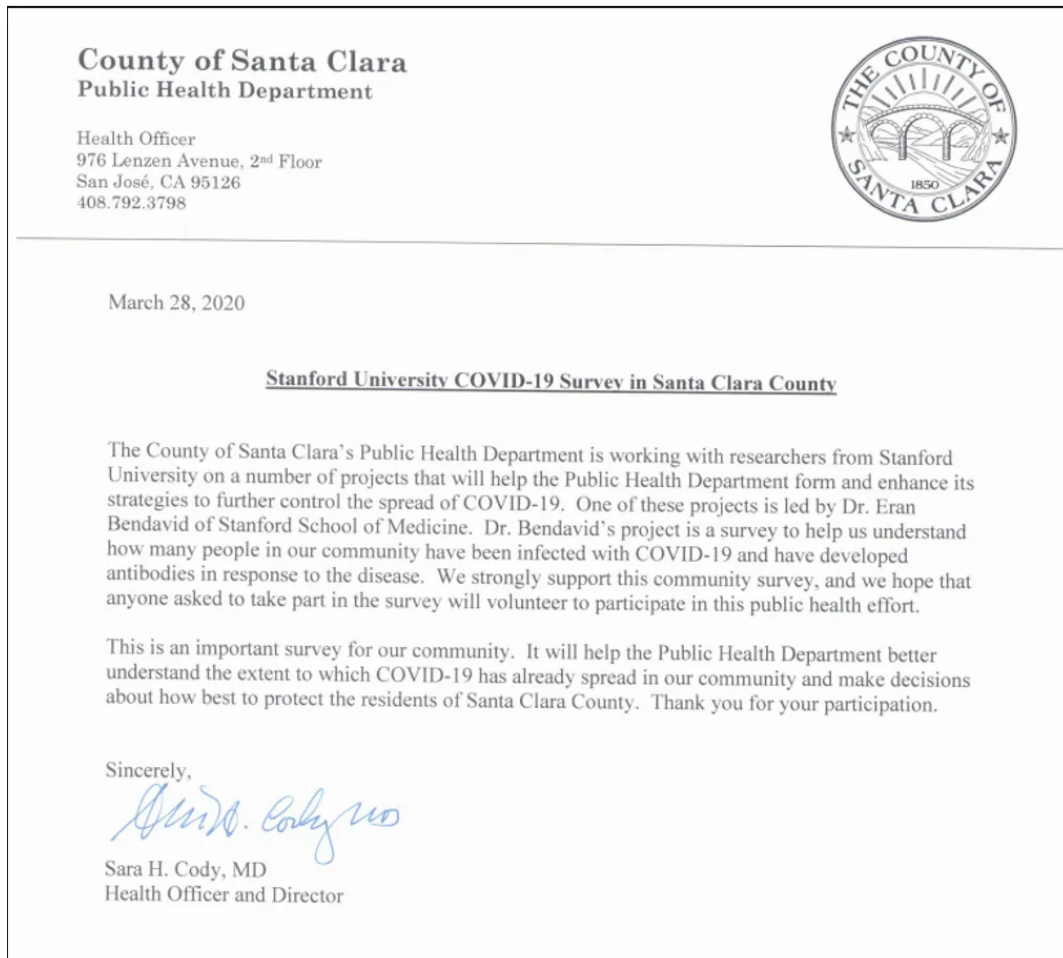 County of Santa Clara
Public Health Department
Health Officer
976 Lenzen Avenue, 2nd Floor
San José, CA 95126
408.792.3798
THE COUNTY OF
SANTA CLARA
1850
March 28, 2020
Stanford University COVID-19 Survey in Santa Clara County
The County of Santa Clara's Public Health Department is working with researchers from Stanford
University on a number of projects that will help the Public Health Department form and enhance its
strategies to further control the spread of COVID-19.  One of these projects is led by Dr. Eran
Bendavid of Stanford School of Medicine.  Dr. Bendavid's project is a survey to help us understand
how many people in our community have been infected with COVID-19 and have developed
antibodies in response to the disease.  We strongly support this community survey, and we hope that
anyone asked to take part in the survey will volunteer to participate in this public health effort.
This is an important survey for our community.  It will help the Public Health Department better
understand the extent to which COVID-19 has already spread in our community and make decisions
about how best to protect the residents of Santa Clara County.  Thank you for your participation.
Sincerely,
Sara H. Cody, MD
Health Officer and Director